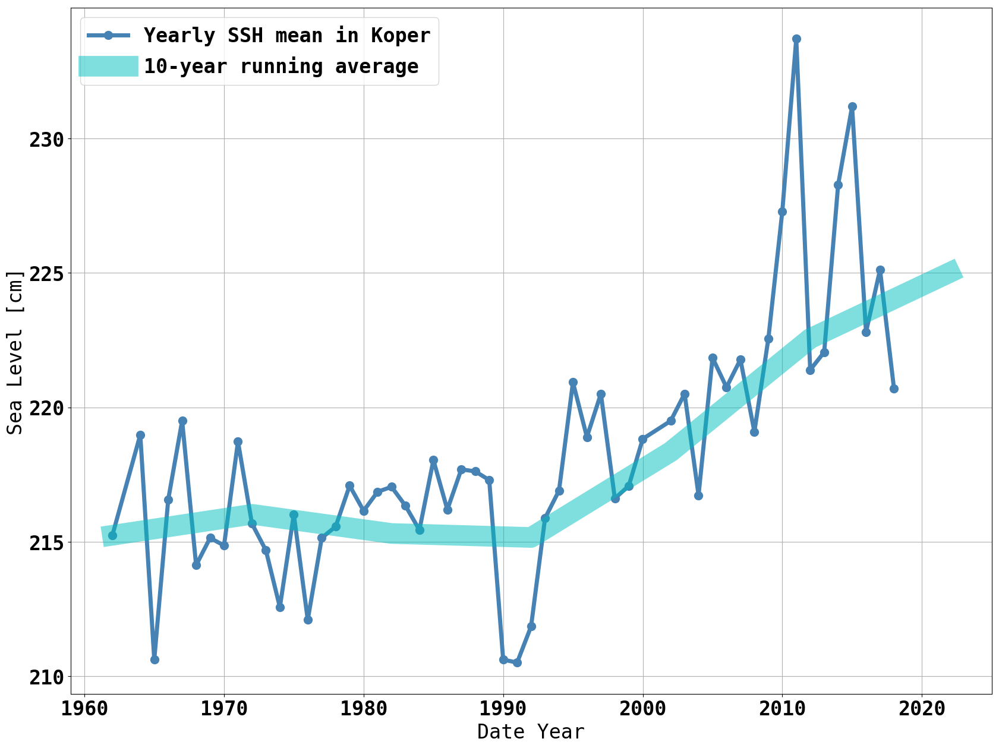 Yearly SSH mean in Koper
10-year running average
230
225
220
215
210
Sea Level [cm]
1960 1970 1980 1990 2000 2010 2020
Date Year